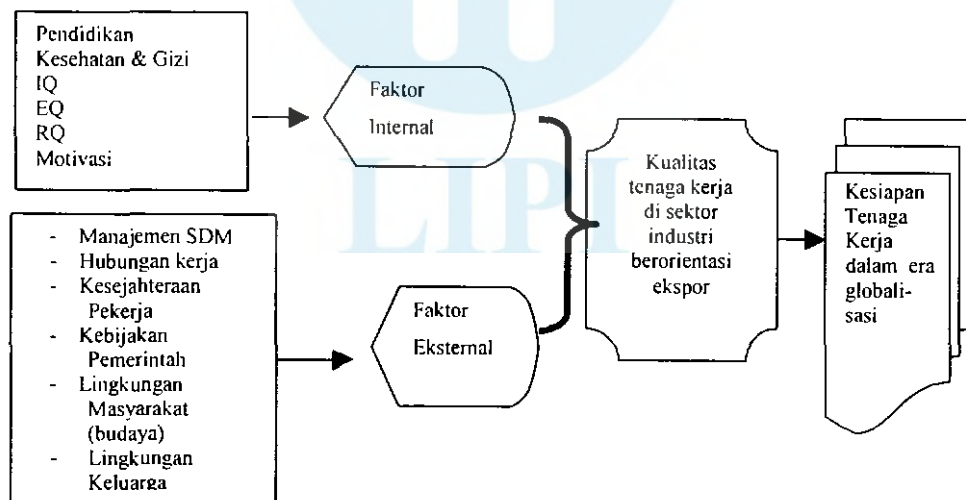 Pendidikan
Kesehatan & Gizi
IQ
EQ
RQ
Motivasi
Faktor
Internal
- Manajemen SDM
- Hubungan kerja
- Kesejahteraan
Pekerja
- Kebijakan
Pemerintah
- Lingkungan
Masyarakat
(budaya)
- Lingkungan
Keluarga
Faktor
Eksternal
Kualitas
tenaga kerja
di sektor
industri
berorientasi
ekspor
Kesiapan
Tenaga
Kerja
dalam era
globali-
sasi
LIPI